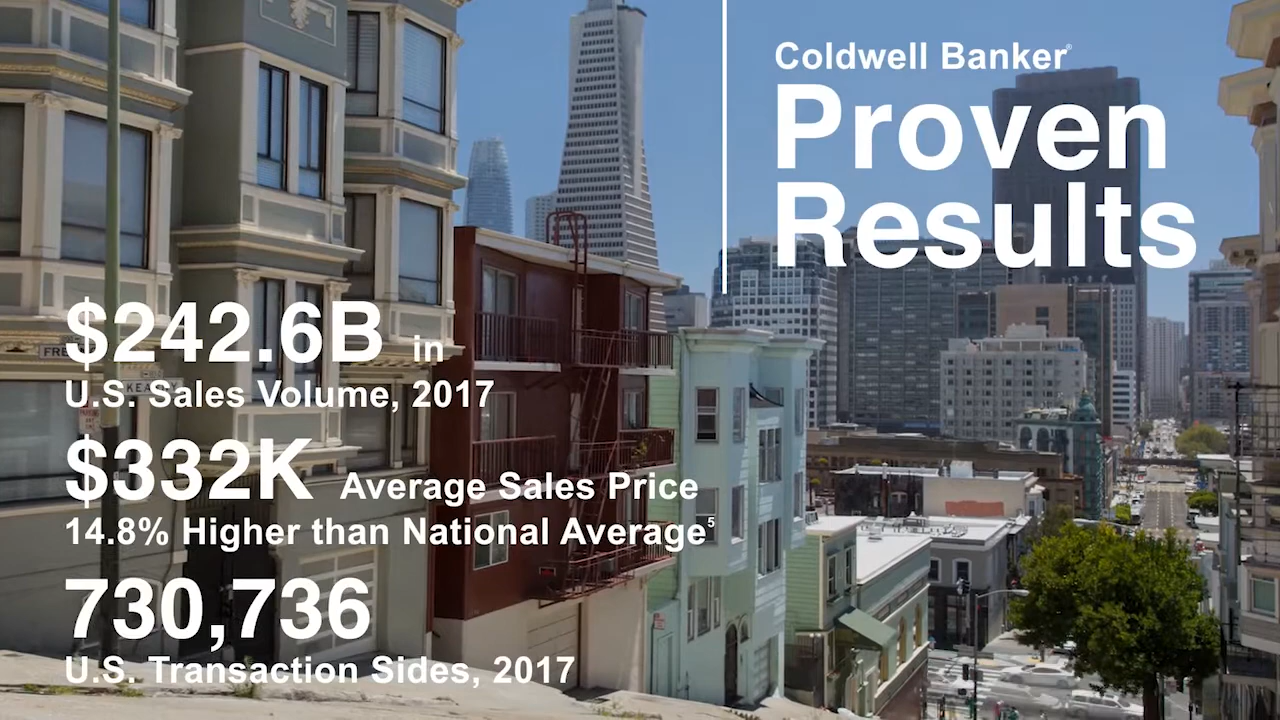 Coldwell Banker®
Proven
Results
$242.6B in
U.S. Sales Volume, 2017
$332K Average Sales Price
14.8% Higher than National Average⁵
730,736
U.S. Transaction Sides, 2017